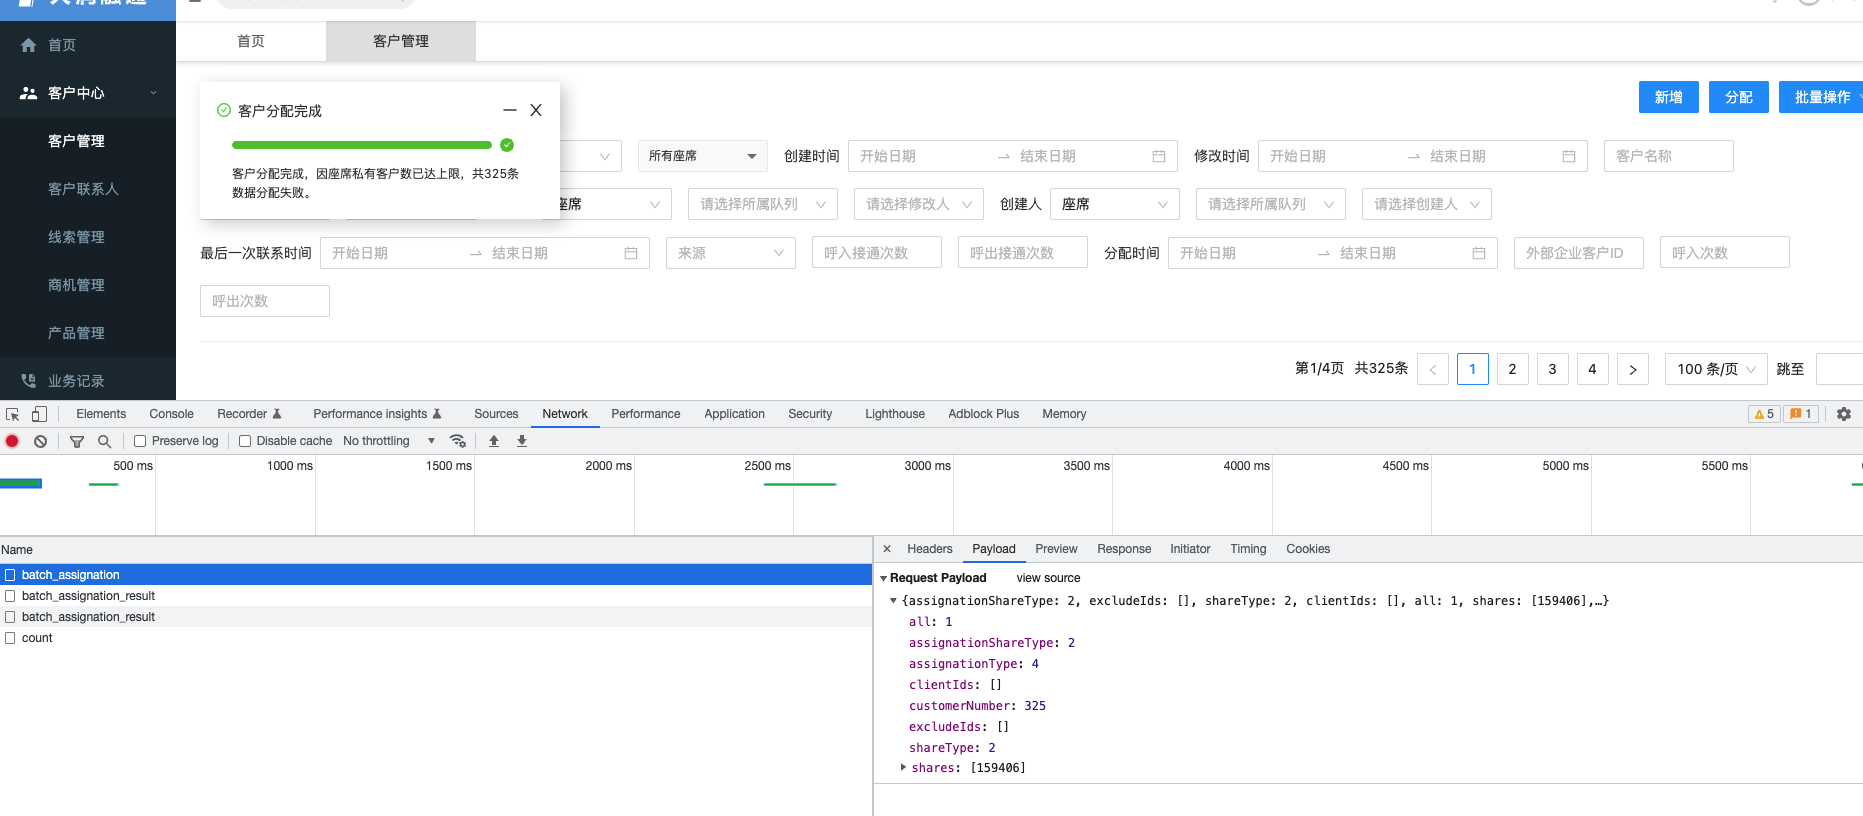 首页
客户中心
客户管理
客户联系人
线索管理
商机管理
产品管理
业务记录
首页 客户管理
客户分配完成
客户分配完成，因座席私有客户数已达上限，共325条
数据分配失败。
新增 分配 批量操作
所有座席 创建时间 开始日期 → 结束日期 修改时间 开始日期 → 结束日期 客户名称
座席 请选择所属队列 请选择修改人 创建人 座席 请选择所属队列 请选择创建人
最后一次联系时间 开始日期 → 结束日期 来源 呼入接通次数 呼出接通次数 分配时间 开始日期 → 结束日期 外部企业客户ID 呼入次数
呼出次数
第1/4页 共325条 < 1 2 3 4 > 100 条/页 跳至
Elements Console Recorder Performance insights Sources Network Performance Application Security Lighthouse Adblock Plus Memory 5 1
Preserve log Disable cache No throttling
500 ms 1000 ms 1500 ms 2000 ms 2500 ms 3000 ms 3500 ms 4000 ms 4500 ms 5000 ms 5500 ms
Name
batch_assignation
batch_assignation_result
batch_assignation_result
count
× Headers Payload Preview Response Initiator Timing Cookies
Request Payload view source
{assignationShareType: 2, excludeIds: [], shareType: 2, clientIds: [], all: 1, shares: [159406],…}
all: 1
assignationShareType: 2
assignationType: 4
clientIds: []
customerNumber: 325
excludeIds: []
shareType: 2
shares: [159406]